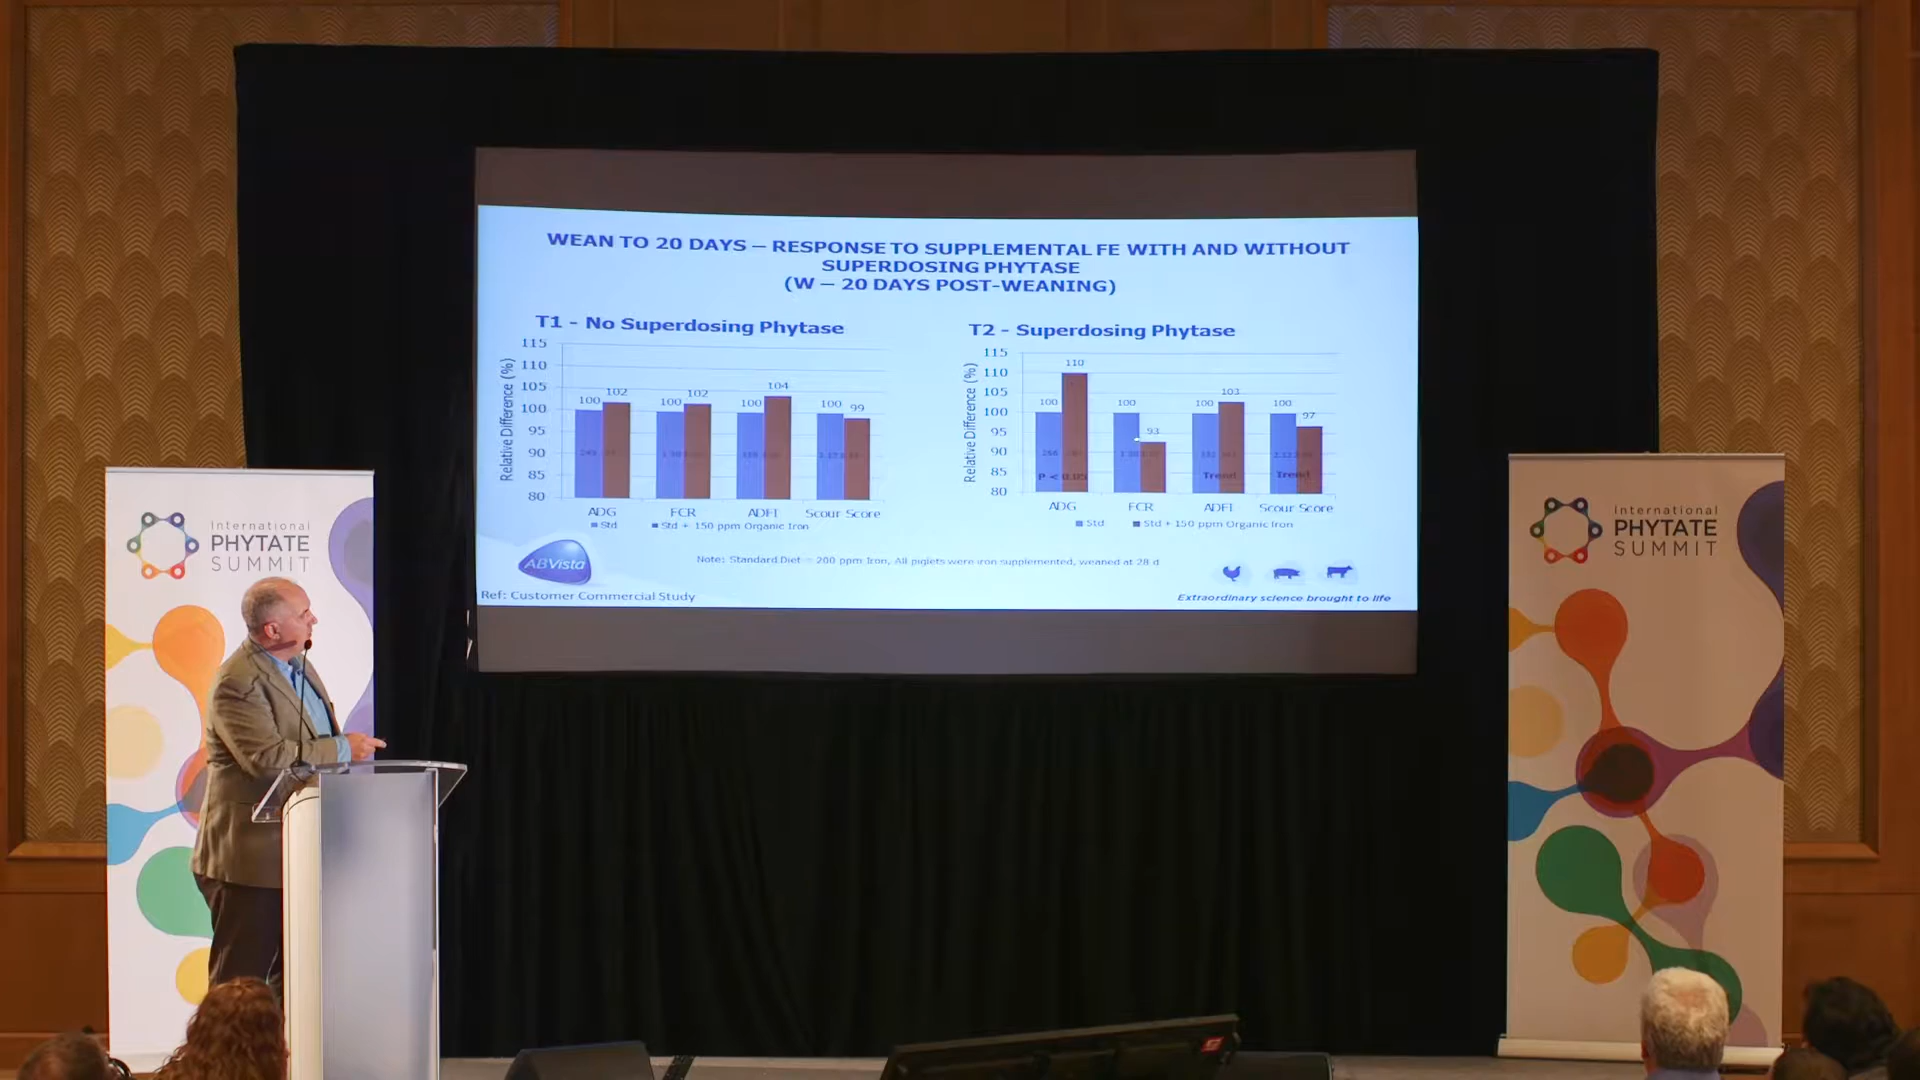 WEAN TO 20 DAYS – RESPONSE TO SUPPLEMENTAL FE WITH AND WITHOUT
SUPERDOSING PHYTASE
(W – 20 DAYS POST-WEANING)
T1 - No Superdosing Phytase
Relative Difference (%)
115
110
105
100
95
90
85
80
100 102
100 102
100 104
100 99
ADG FCR ADFI Scour Score
Std Std + 150 ppm Organic Iron
T2 - Superdosing Phytase
Relative Difference (%)
115
110
105
100
95
90
85
80
100 110
100 93
100 103
100 97
266
P < 0.05
Trend
Trend
ADG FCR ADFI Scour Score
Std Std + 150 ppm Organic Iron
Note: Standard Diet = 200 ppm Iron, All piglets were iron supplemented, weaned at 28 d
ABVista
Ref: Customer Commercial Study
Extraordinary science brought to life
International
PHYTATE
SUMMIT
International
PHYTATE
SUMMIT